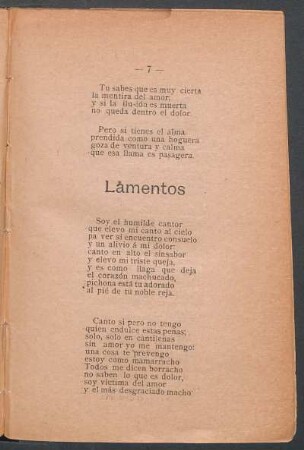 — 7 —
Tu sabes que es muy cierta
la mentira del amor,
y si la es muerta
no queda dentro el dolor.
Pero si tienes el alma
prendida como una hoguera
goza de ventura y calma
que esa llama es pasagera.
Lamentos
Soy el humilde cantor
que elevo mi canto al cielo
pa ver si encuentro consuelo
y un alivio á mi dolor:
canto en alto el sinsabor
y elevo mi triste queja,
y es como llaga que deja
el corazón machucado,
pichona está tu adorado
al pié de tu noble reja.
Canto si pero no tengo
quien endulce estas penas;
solo, solo en cantilenas
sin amor yo me mantengo:
una cosa te prevengo
estoy como mamarracho
Todos me dicen borracho
no saben lo que es dolor,
soy víctima del amor
y el más desgraciado macho